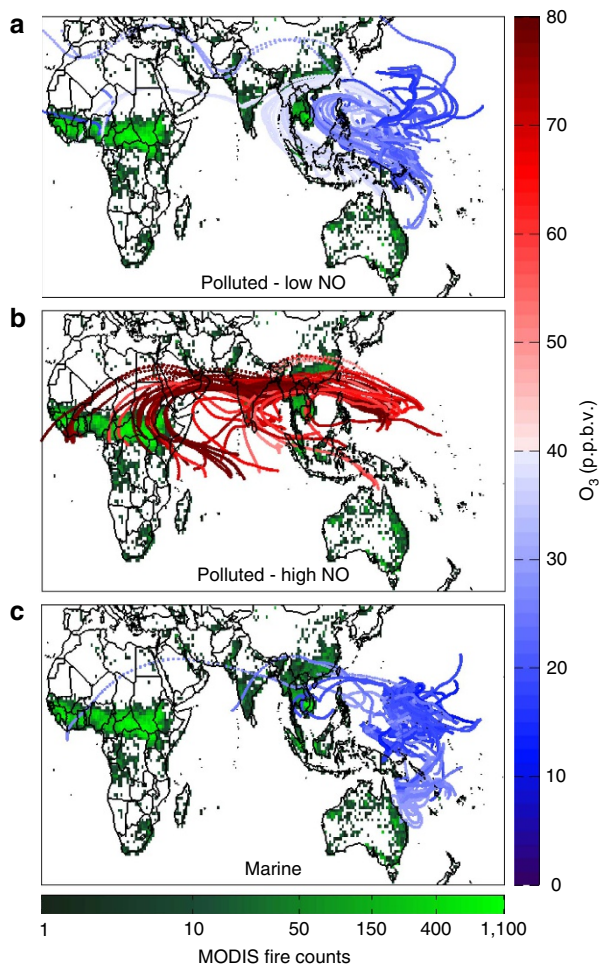 a
Polluted - low NO
b
Polluted - high NO
c
Marine
80
70
60
50
40
30
20
10
0
O3 (p.p.b.v.)
1 10 50 150 400 1,100
MODIS fire counts